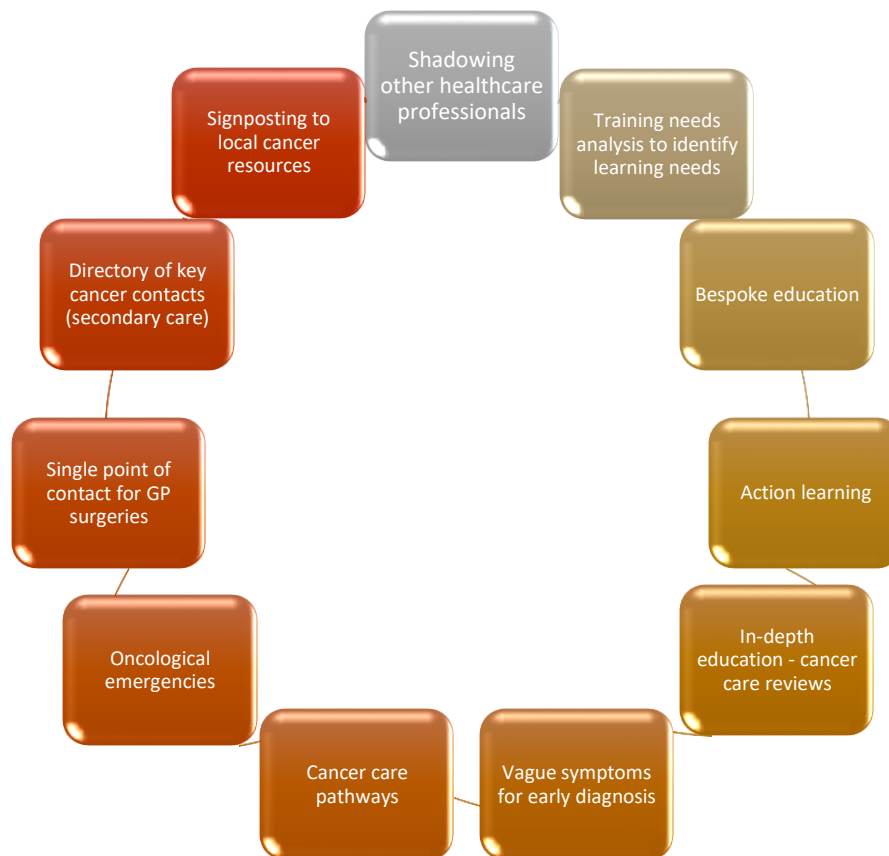 Shadowing
other healthcare
professionals
Training needs
analysis to identify
learning needs
Bespoke education
Action learning
In-depth
education - cancer
care reviews
Vague symptoms
for early diagnosis
Cancer care
pathways
Oncological
emergencies
Single point of
contact for GP
surgeries
Directory of key
cancer contacts
(secondary care)
Signposting to
local cancer
resources